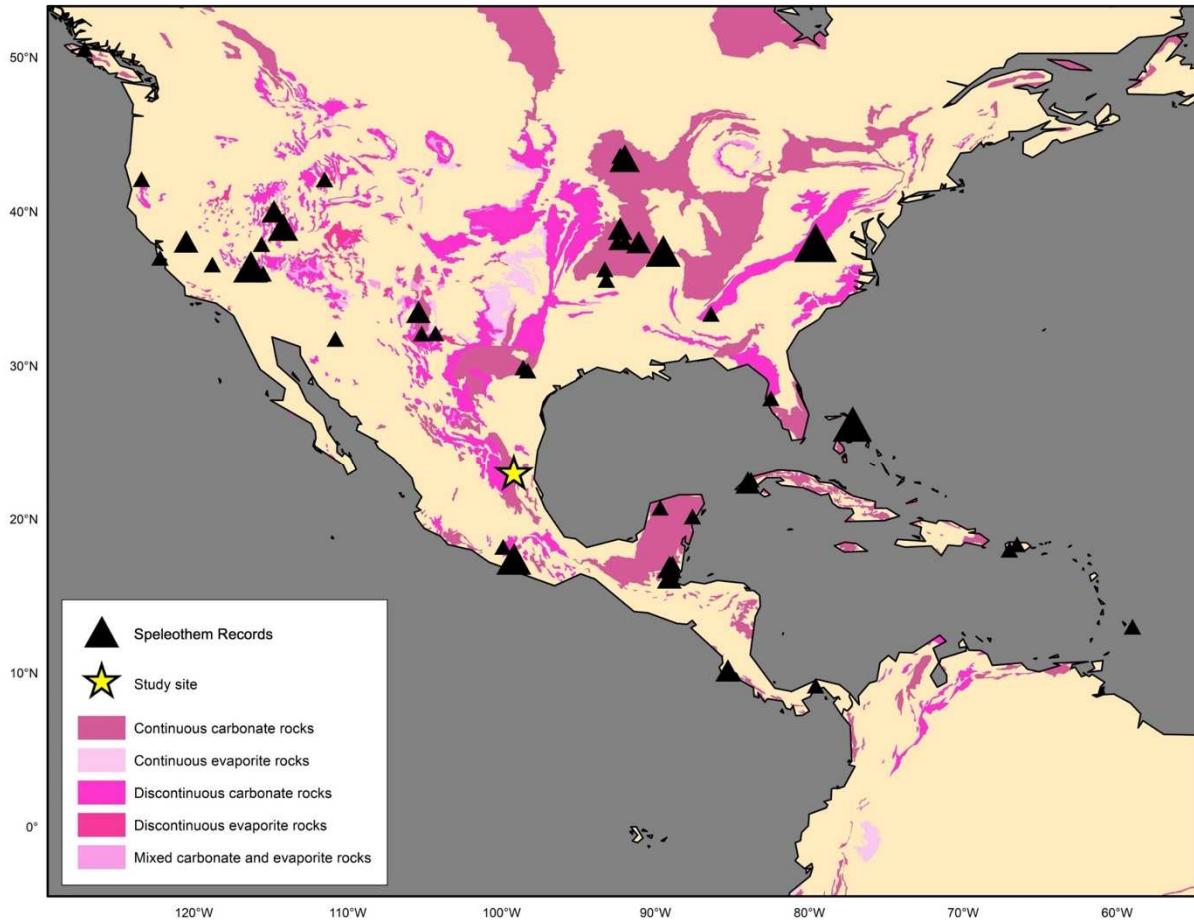 50°N
40°N
30°N
20°N
10°N
0°
Speleothem Records
Study site
Continuous carbonate rocks
Continuous evaporite rocks
Discontinuous carbonate rocks
Discontinuous evaporite rocks
Mixed carbonate and evaporite rocks
120°W 110°W 100°W 90°W 80°W 70°W 60°W